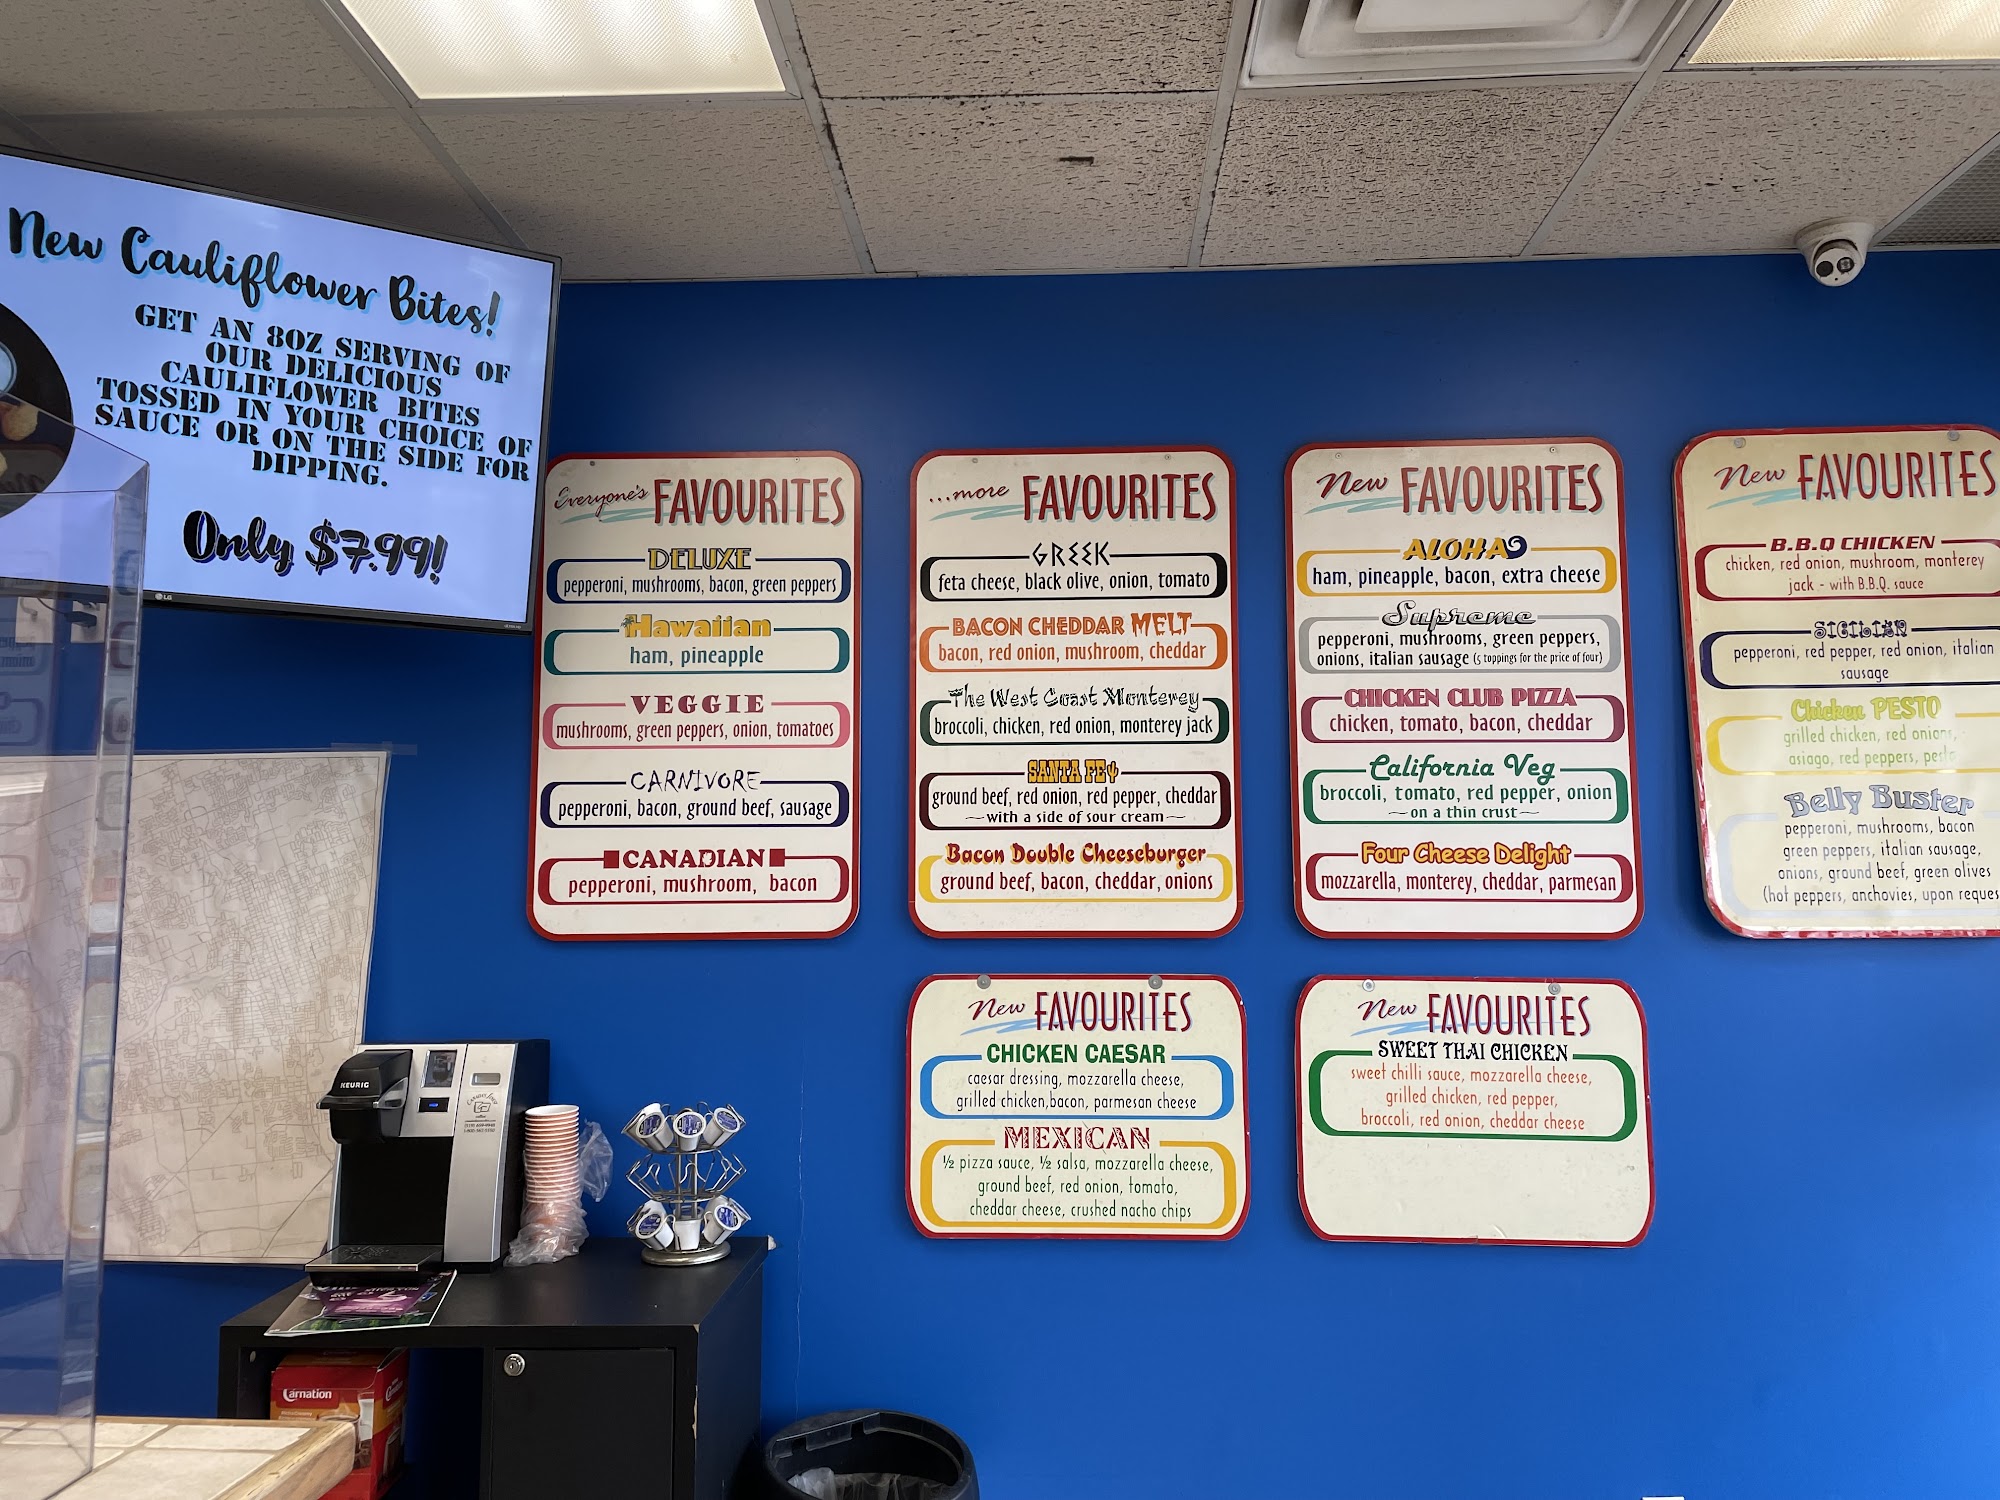 New Cauliflower Bites!
GET AN 8OZ SERVING OF
OUR DELICIOUS
CAULIFLOWER BITES
TOSSED IN YOUR CHOICE OF
SAUCE OR ON THE SIDE FOR
DIPPING.
Only $7.99!
LG
Everyone's FAVOURITES
DELUXE
pepperoni, mushrooms, bacon, green peppers
Hawaiian
ham, pineapple
VEGGIE
mushrooms, green peppers, onion, tomatoes
CARNIVORE
pepperoni, bacon, ground beef, sausage
CANADIAN
pepperoni, mushroom, bacon
...more FAVOURITES
GREEK
feta cheese, black olive, onion, tomato
BACON CHEDDAR MELT
bacon, red onion, mushroom, cheddar
The West Coast Monterey
broccoli, chicken, red onion, monterey jack
SANTA FE
ground beef, red onion, red pepper, cheddar
~with a side of sour cream~
Bacon Double Cheeseburger
ground beef, bacon, cheddar, onions
New FAVOURITES
ALOHA
ham, pineapple, bacon, extra cheese
Supreme
pepperoni, mushrooms, green peppers,
onions, italian sausage (5 toppings for the price of four)
CHICKEN CLUB PIZZA
chicken, tomato, bacon, cheddar
California Veg
broccoli, tomato, red pepper, onion
~on a thin crust~
Four Cheese Delight
mozzarella, monterey, cheddar, parmesan
New FAVOURITES
B.B.Q CHICKEN
chicken, red onion, mushroom, monterey
jack - with B.B.Q. sauce
SICILIAN
pepperoni, red pepper, red onion, italian
sausage
Chicken PESTO
grilled chicken, red onions,
asiago, red peppers, pesto
Belly Buster
pepperoni, mushrooms, bacon
green peppers, italian sausage,
onions, ground beef, green olives
(hot peppers, anchovies, upon reques
New FAVOURITES
CHICKEN CAESAR
caesar dressing, mozzarella cheese,
grilled chicken,bacon, parmesan cheese
MEXICAN
½ pizza sauce, ½ salsa, mozzarella cheese,
ground beef, red onion, tomato,
cheddar cheese, crushed nacho chips
New FAVOURITES
SWEET THAI CHICKEN
sweet chilli sauce, mozzarella cheese,
grilled chicken, red pepper,
broccoli, red onion, cheddar cheese
KEURIG
Carnation